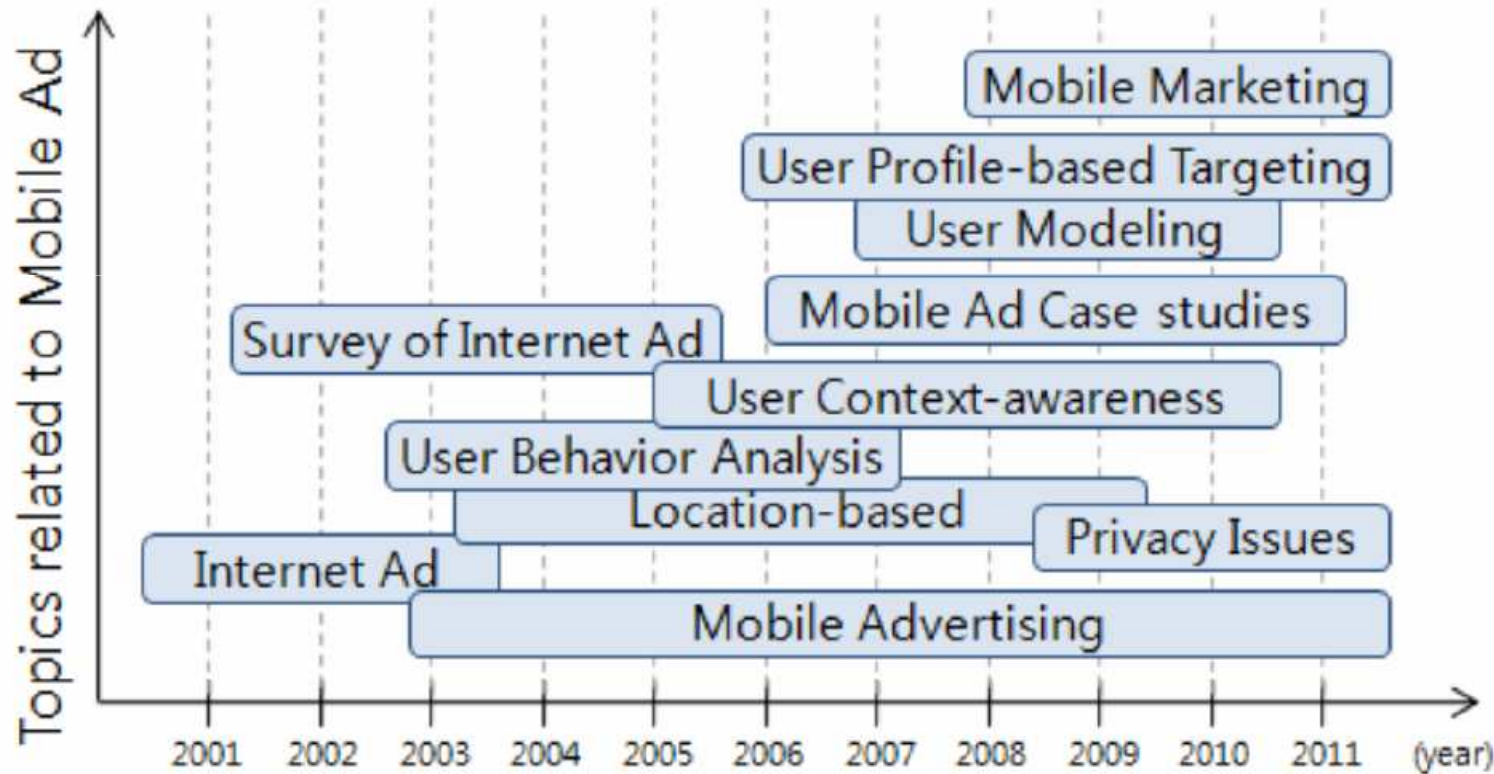 Topics related to Mobile Ad
Mobile Marketing
User Profile-based Targeting
User Modeling
Mobile Ad Case studies
Survey of Internet Ad
User Context-awareness
User Behavior Analysis
Location-based
Privacy Issues
Internet Ad
Mobile Advertising
2001 2002 2003 2004 2005 2006 2007 2008 2009 2010 2011 (year)